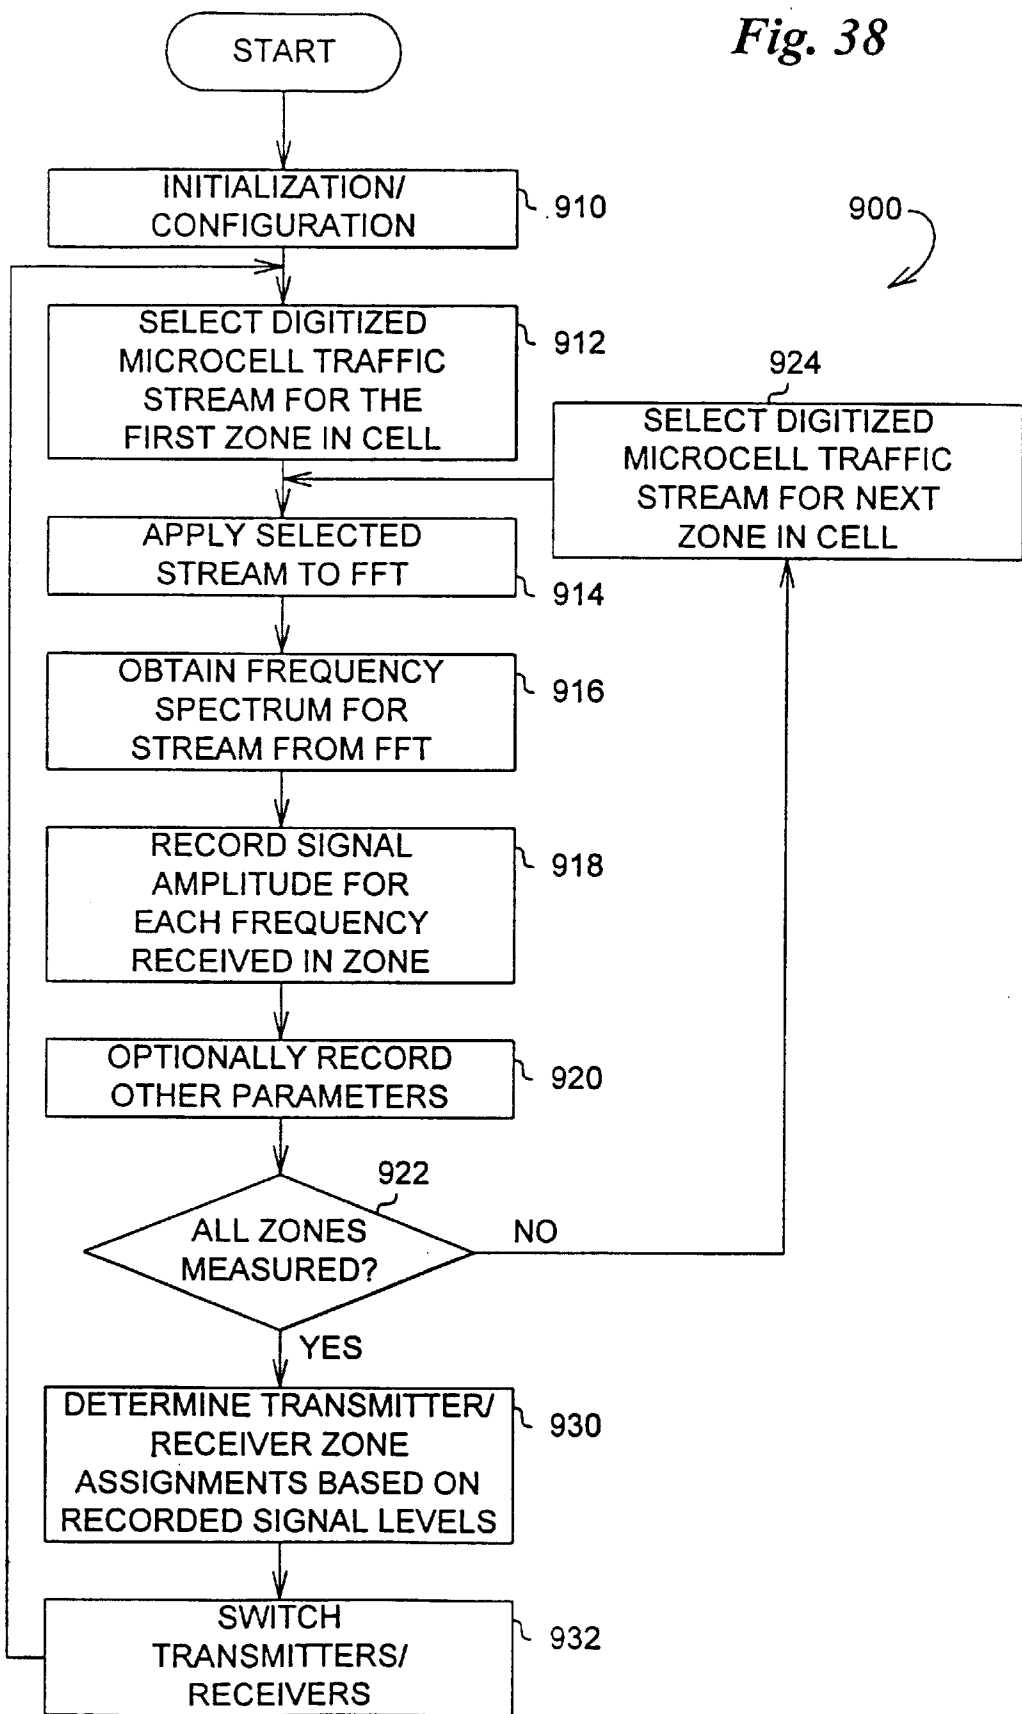 Fig. 38
START
INITIALIZATION/
CONFIGURATION
910
900
SELECT DIGITIZED
MICROCELL TRAFFIC
STREAM FOR THE
FIRST ZONE IN CELL
912
924
SELECT DIGITIZED
MICROCELL TRAFFIC
STREAM FOR NEXT
ZONE IN CELL
APPLY SELECTED
STREAM TO FFT
914
OBTAIN FREQUENCY
SPECTRUM FOR
STREAM FROM FFT
916
RECORD SIGNAL
AMPLITUDE FOR
EACH FREQUENCY
RECEIVED IN ZONE
918
OPTIONALLY RECORD
OTHER PARAMETERS
920
922
ALL ZONES
MEASURED?
NO
YES
DETERMINE TRANSMITTER/
RECEIVER ZONE
ASSIGNMENTS BASED ON
RECORDED SIGNAL LEVELS
930
SWITCH
TRANSMITTERS/
RECEIVERS
932